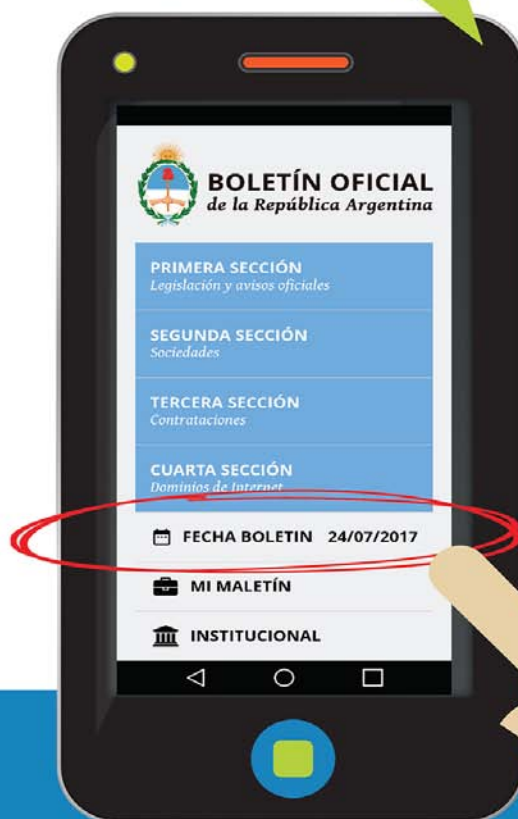 BOLETÍN OFICIAL
de la República Argentina
PRIMERA SECCIÓN
Legislación y avisos oficiales
SEGUNDA SECCIÓN
Sociedades
TERCERA SECCIÓN
Contrataciones
CUARTA SECCIÓN
Dominios de Internet
FECHA BOLETIN 24/07/2017
MI MALETÍN
INSTITUCIONAL